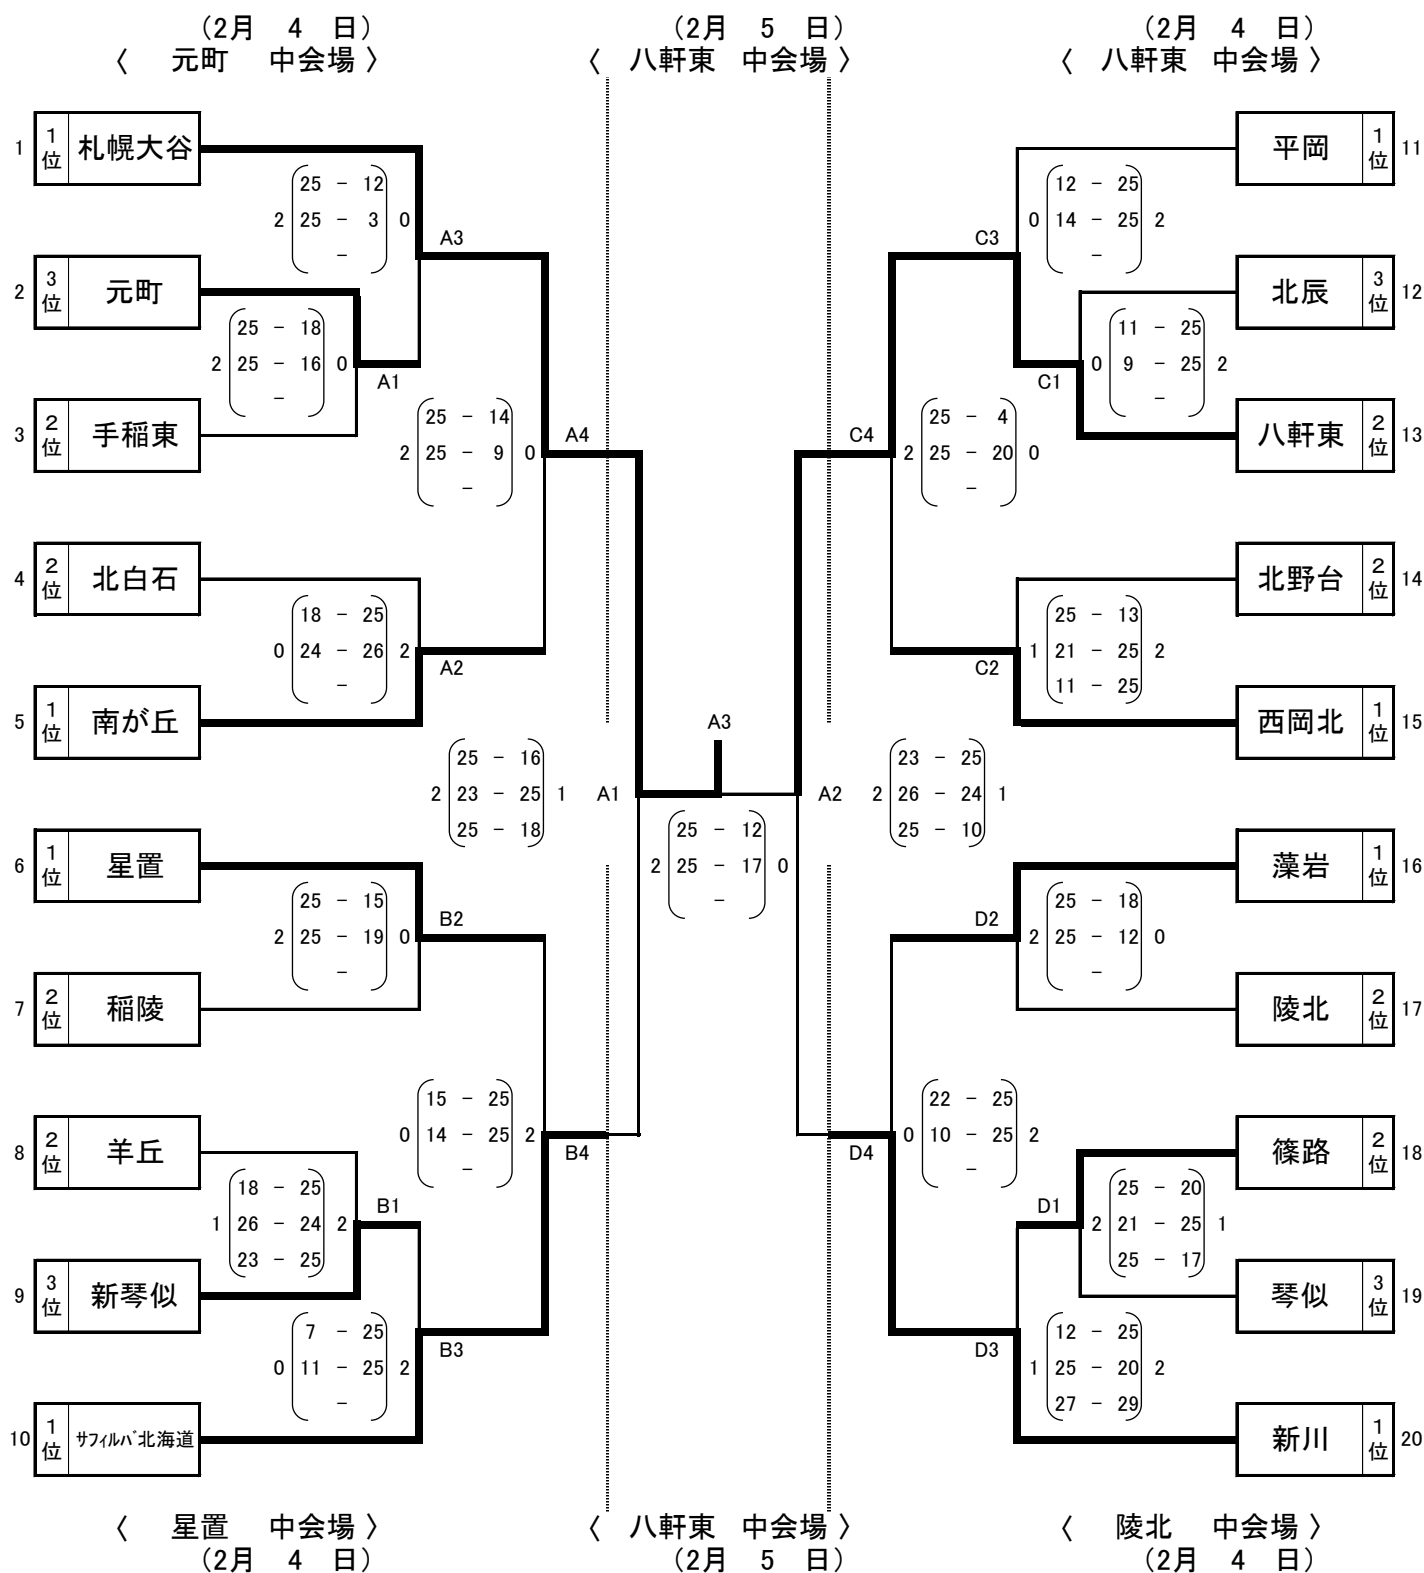 (2月 4 日)
(2月 5 日)
(2月 4 日)
〈 元町 中会場 〉
〈 八軒東 中会場 〉
〈 八軒東 中会場 〉
1 1位 札幌大谷
25 - 12
2 25 - 3 0
-
A3
2 3位 元町
25 - 18
2 25 - 16 0
-
A1
3 2位 手稲東
25 - 14
2 25 - 9 0
-
A4
4 2位 北白石
18 - 25
0 24 - 26 2
-
A2
5 1位 南が丘
25 - 16
2 23 - 25 1
25 - 18
A1
6 1位 星置
25 - 15
2 25 - 19 0
-
B2
7 2位 稲陵
15 - 25
0 14 - 25 2
-
B4
8 2位 羊丘
18 - 25
1 26 - 24 2
23 - 25
B1
9 3位 新琴似
7 - 25
0 11 - 25 2
-
B3
10 1位 サフィルバ北海道
A3
25 - 12
2 25 - 17 0
-
平岡 1位 11
12 - 25
0 14 - 25 2
-
C3
北辰 3位 12
11 - 25
0 9 - 25 2
-
C1
八軒東 2位 13
25 - 4
2 25 - 20 0
-
C4
北野台 2位 14
25 - 13
1 21 - 25 2
11 - 25
C2
西岡北 1位 15
23 - 25
A2 2 26 - 24 1
25 - 10
藻岩 1位 16
25 - 18
2 25 - 12 0
-
D2
陵北 2位 17
22 - 25
0 10 - 25 2
-
D4
篠路 2位 18
25 - 20
2 21 - 25 1
25 - 17
D1
琴似 3位 19
12 - 25
1 25 - 20 2
27 - 29
D3
新川 1位 20
〈 星置 中会場 〉
〈 八軒東 中会場 〉
〈 陵北 中会場 〉
(2月 4 日)
(2月 5 日)
(2月 4 日)